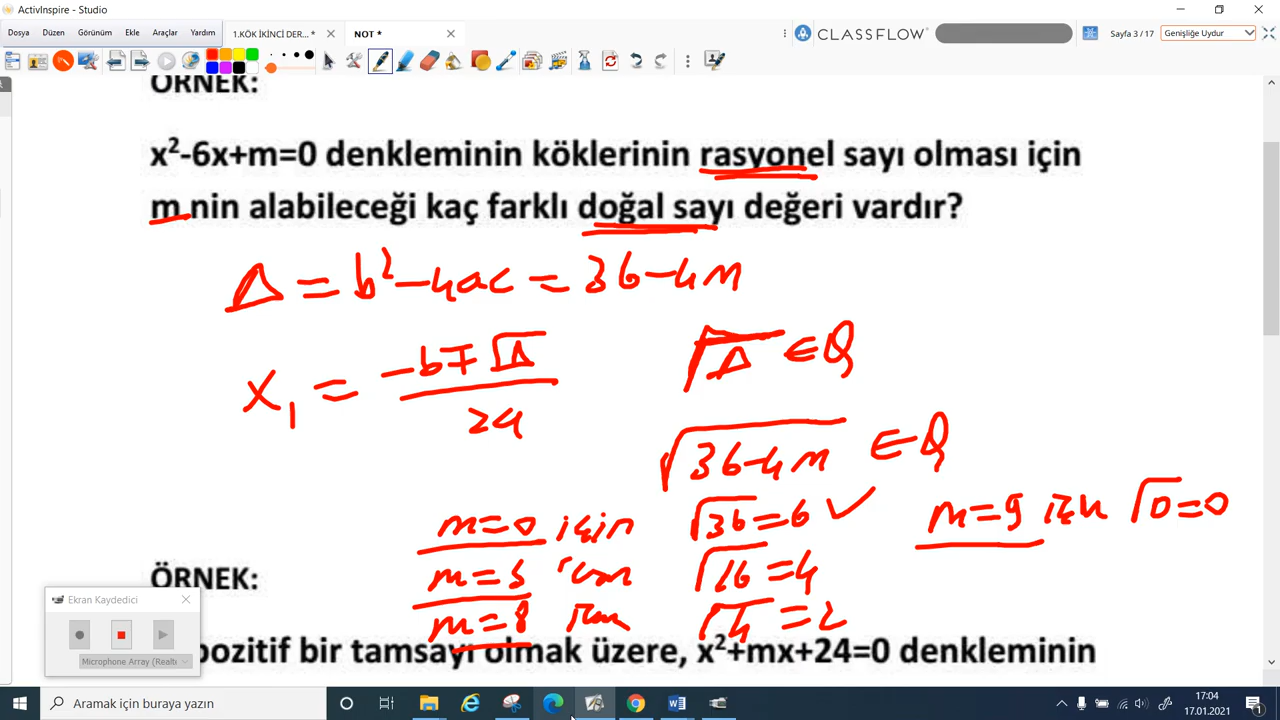 ActivInspire - Studio
Dosya Düzen Görünüm Ekle Araçlar Yardım
1.KÖK İKİNCİ DER... *
NOT *
CLASSFLOW
Sayfa 3 / 17
Genişliğe Uydur
ÖRNEK:
x²-6x+m=0 denkleminin köklerinin rasyonel sayı olması için
m nin alabileceği kaç farklı doğal sayı değeri vardır?
Δ = b² - 4ac = 36 - 4m
x₁ = (-b ∓ √Δ) / 2a
√Δ ∈ Q
√(36-4m) ∈ Q
m=0 için √36 = 6 ✓
m=9 için √0 = 0
m=5 için √16 = 4
m=8 için √4 = 2
ÖRNEK:
Ekran Kaydedici
Microphone Array (Realte
pozitif bir tamsayı olmak üzere, x²+mx+24=0 denkleminin
Aramak için buraya yazın
17:04
17.01.2021